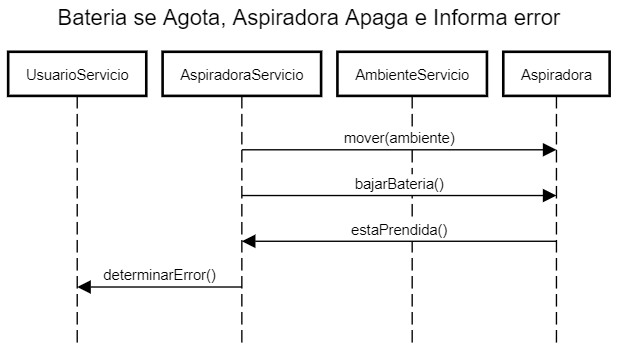 Bateria se Agota, Aspiradora Apaga e Informa error
UsuarioServicio AspiradoraServicio AmbienteServicio Aspiradora
mover(ambiente)
bajarBateria()
estaPrendida()
determinarError()